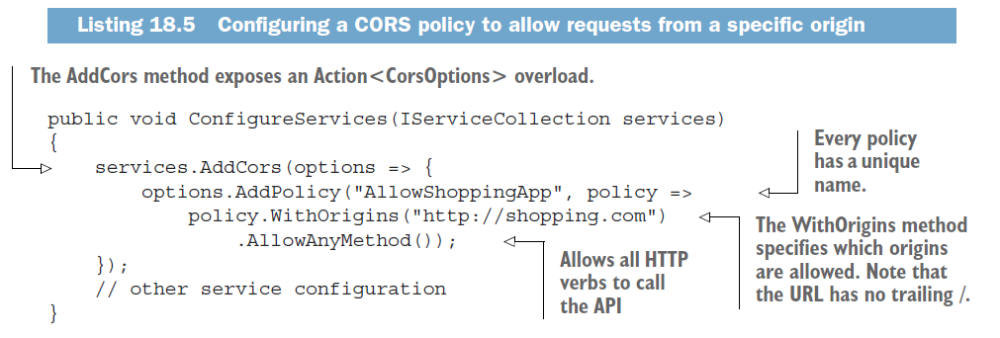 Listing 18.5 Configuring a CORS policy to allow requests from a specific origin
The AddCors method exposes an Action<CorsOptions> overload.
public void ConfigureServices(IServiceCollection services)
{
    services.AddCors(options => {
        options.AddPolicy("AllowShoppingApp", policy =>
            policy.WithOrigins("http://shopping.com")
                .AllowAnyMethod());
    });
    // other service configuration
}
Every policy
has a unique
name.
The WithOrigins method
specifies which origins
are allowed. Note that
the URL has no trailing /.
Allows all HTTP
verbs to call
the API